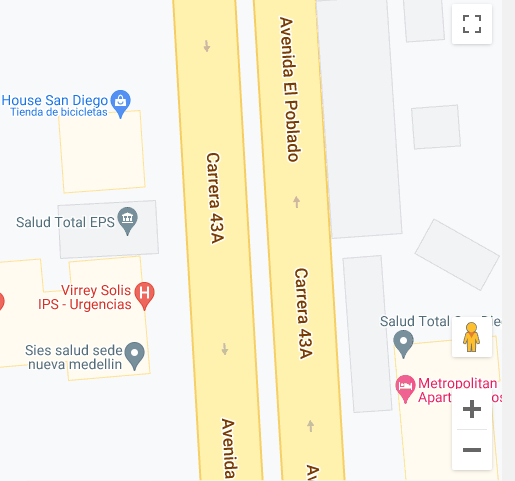 Avenida El Poblado
House San Diego
Tienda de bicicletas
Carrera 43A
Salud Total EPS
Virrey Solis
IPS - Urgencias
H
Carrera 43A
Salud Total
Sies salud sede
nueva medellin
Metropolitan
Apart
Avenida
Av